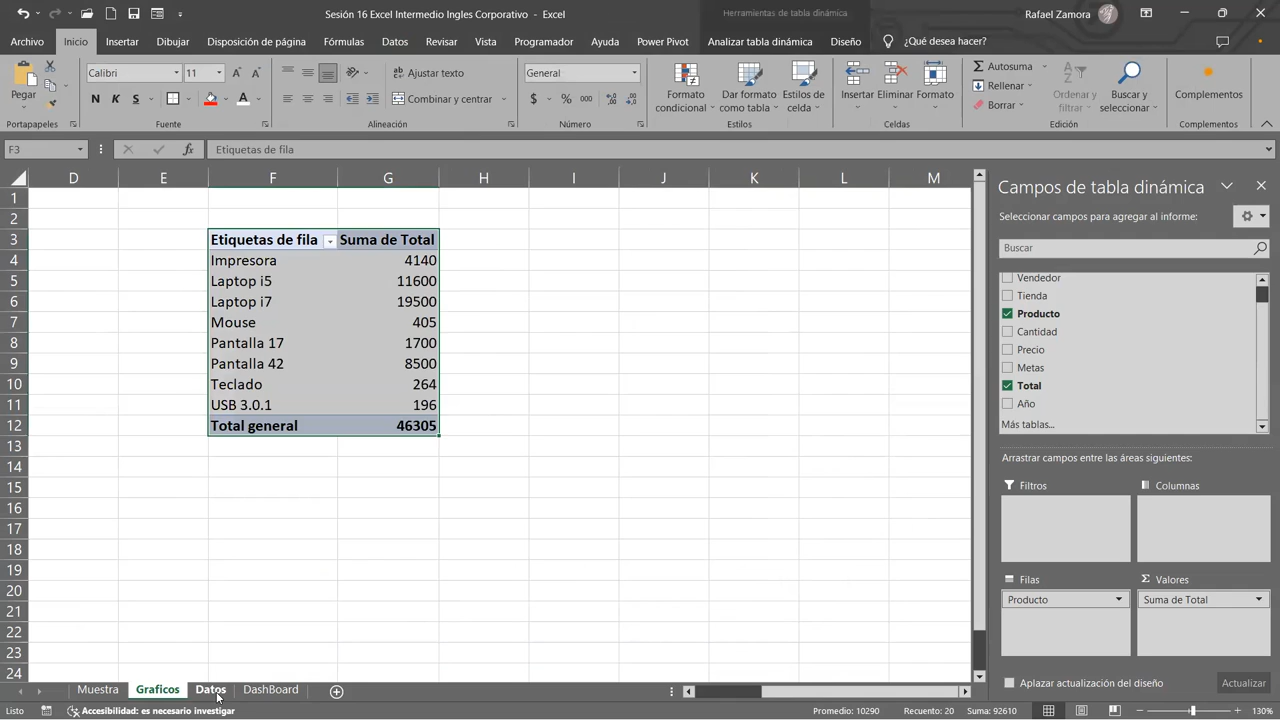 Sesión 16 Excel Intermedio Ingles Corporativo - Excel
Herramientas de tabla dinámica
Rafael Zamora
Archivo Inicio Insertar Dibujar Disposición de página Fórmulas Datos Revisar Vista Programador Ayuda Power Pivot Analizar tabla dinámica Diseño ¿Qué desea hacer?
Pegar
Calibri 11
N K S
Ajustar texto
Combinar y centrar
General
$ % 000
Formato condicional
Dar formato como tabla
Estilos de celda
Insertar Eliminar Formato
Autosuma
Rellenar
Borrar
Ordenar y filtrar
Buscar y seleccionar
Complementos
Portapapeles Fuente Alineación Número Estilos Celdas Edición Complementos
F3 fx Etiquetas de fila
D E F G H I J K L M
1
2
3 Etiquetas de fila Suma de Total
4 Impresora 4140
5 Laptop i5 11600
6 Laptop i7 19500
7 Mouse 405
8 Pantalla 17 1700
9 Pantalla 42 8500
10 Teclado 264
11 USB 3.0.1 196
12 Total general 46305
13
14
15
16
17
18
19
20
21
22
23
24
Campos de tabla dinámica
Seleccionar campos para agregar al informe:
Buscar
Vendedor
Tienda
Producto
Cantidad
Precio
Metas
Total
Año
Más tablas...
Arrastrar campos entre las áreas siguientes:
Filtros Columnas
Filas Σ Valores
Producto Suma de Total
Aplazar actualización del diseño Actualizar
Muestra Graficos Datos DashBoard
Listo Accesibilidad: es necesario investigar Promedio: 10290 Recuento: 20 Suma: 92610 130%